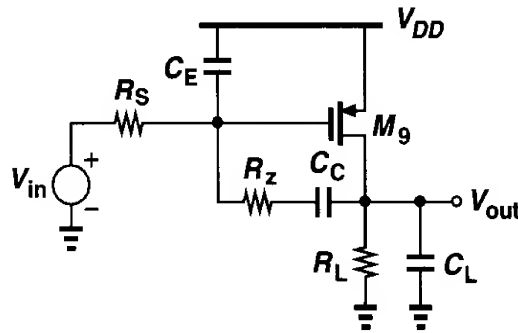 V_DD
C_E
R_S
M_9
V_in
+
−
R_z
C_C
V_out
R_L
C_L